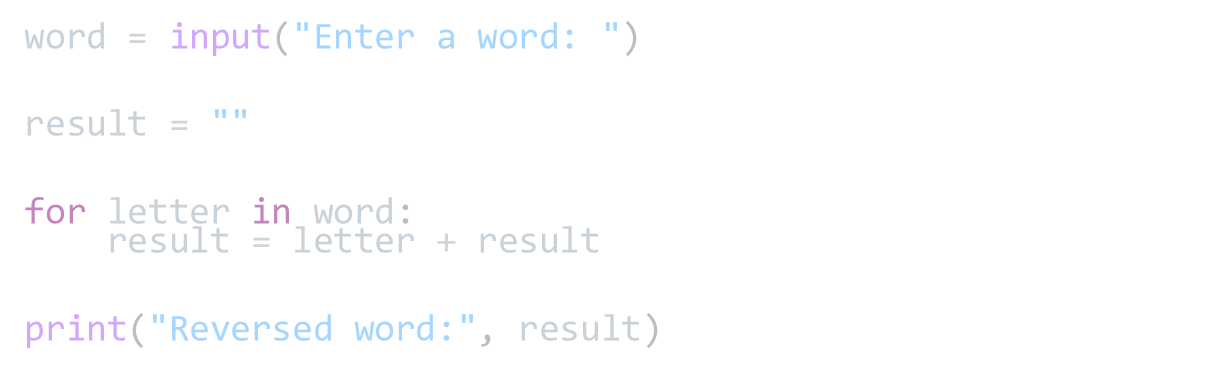 word = input("Enter a word: ")
result = ""
for letter in word:
    result = letter + result
print("Reversed word:", result)